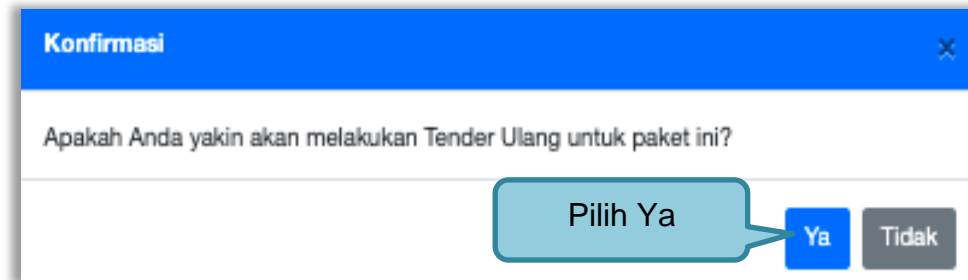 Konfirmasi ×
Apakah Anda yakin akan melakukan Tender Ulang untuk paket ini?
Pilih Ya
Ya Tidak